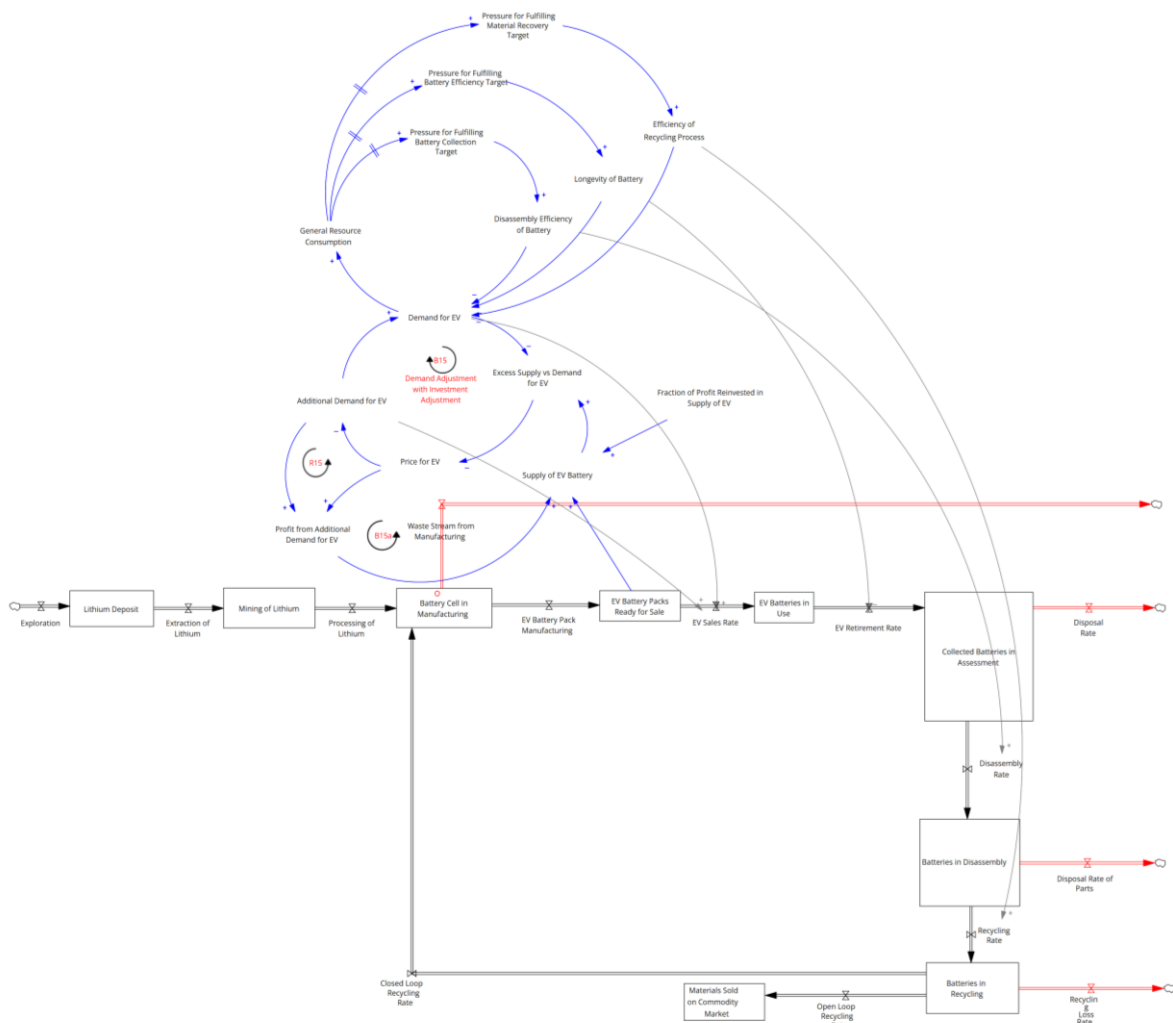 Pressure for Fulfilling
Material Recovery
Target
Pressure for Fulfilling
Battery Efficiency Target
Efficiency of
Recycling Process
Pressure for Fulfilling
Battery Collection
Target
Longevity of Battery
Disassembly Efficiency
of Battery
General Resource
Consumption
Demand for EV
B15
Demand Adjustment
with Investment
Adjustment
Excess Supply vs Demand
for EV
Additional Demand for EV
Fraction of Profit Reinvested in
Supply of EV
R15
Price for EV
Supply of EV Battery
Profit from Additional
Demand for EV
B15a
Waste Stream from
Manufacturing
Lithium Deposit
Mining of Lithium
Battery Cell in
Manufacturing
EV Battery Packs
Ready for Sale
EV Batteries in
Use
Exploration
Extraction of
Lithium
Processing of
Lithium
EV Battery Pack
Manufacturing
EV Sales Rate
EV Retirement Rate
Disposal
Rate
Collected Batteries in
Assessment
Disassembly
Rate
Batteries in Disassembly
Disposal Rate of
Parts
Recycling
Rate
Closed Loop
Recycling
Rate
Materials Sold
on Commodity
Market
Open Loop
Recycling
Batteries in
Recycling
Recyclin
g
Loss
Rate